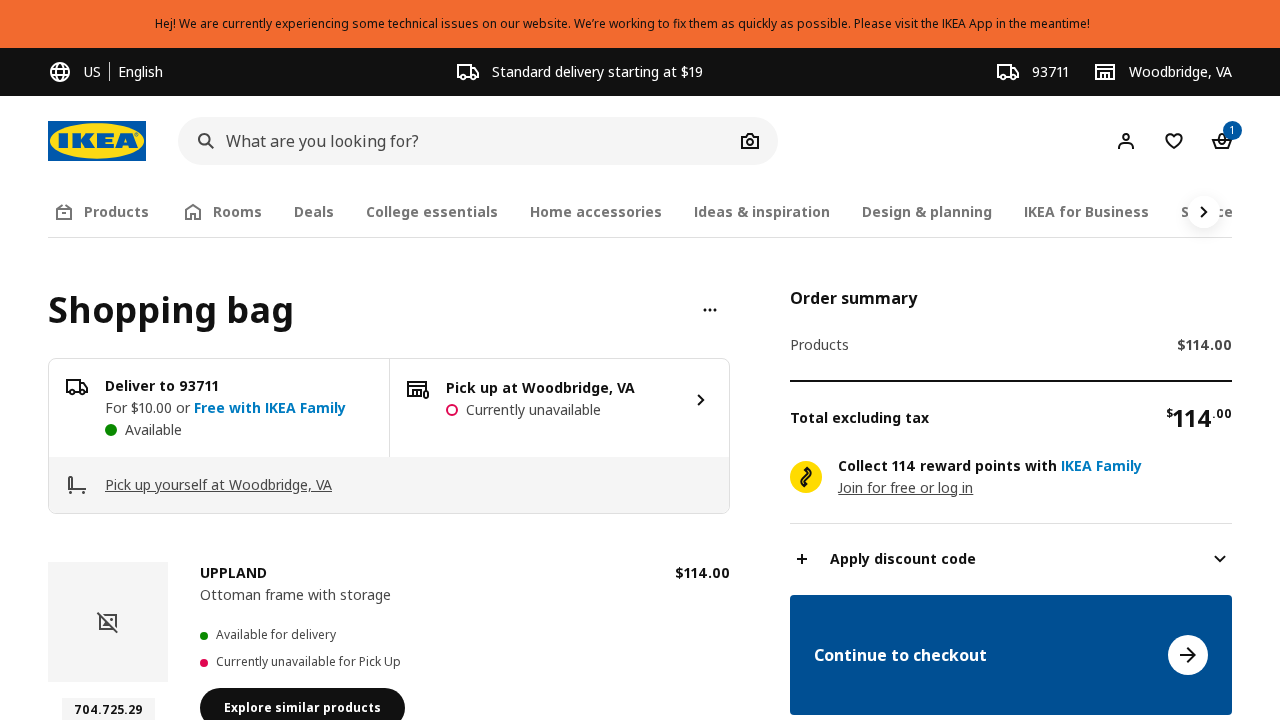 Hej! We are currently experiencing some technical issues on our website. We're working to fix them as quickly as possible. Please visit the IKEA App in the meantime!
US | English
Standard delivery starting at $19
93711
Woodbridge, VA
IKEA
What are you looking for?
1
Products
Rooms
Deals
College essentials
Home accessories
Ideas & inspiration
Design & planning
IKEA for Business
Shopping bag
Deliver to 93711
For $10.00 or Free with IKEA Family
Available
Pick up at Woodbridge, VA
Currently unavailable
Pick up yourself at Woodbridge, VA
UPPLAND
$114.00
Ottoman frame with storage
Available for delivery
Currently unavailable for Pick Up
704.725.29
Explore similar products
Order summary
Products
$114.00
Total excluding tax
$114.00
Collect 114 reward points with IKEA Family
Join for free or log in
Apply discount code
Continue to checkout